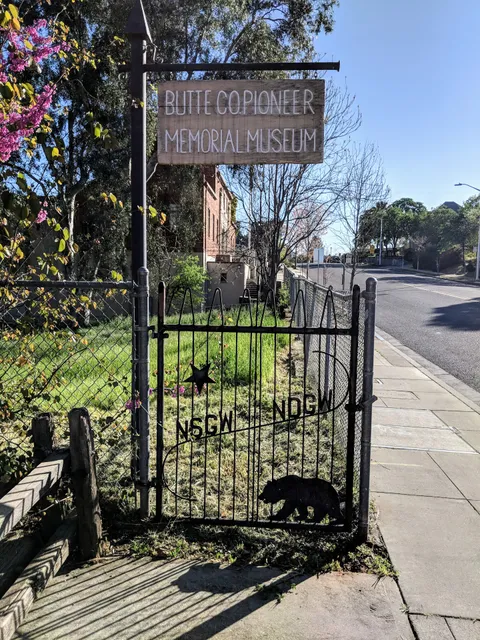 BUTTE CO.PIONEER
MEMORIAL MUSEUM
NSGW NDGW